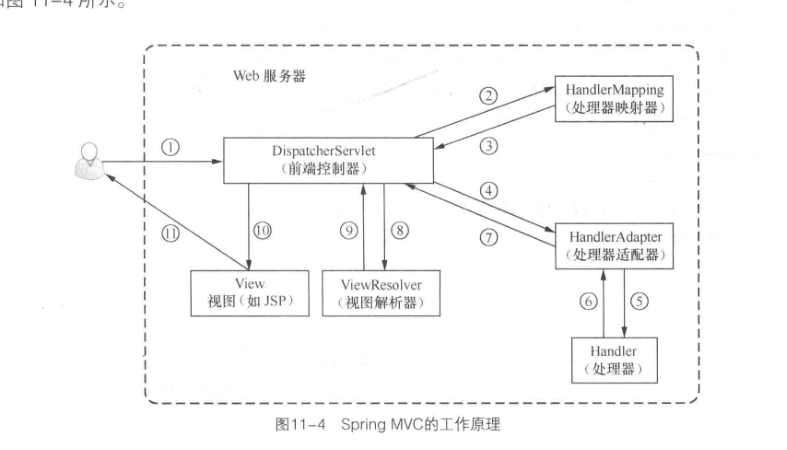 如图 11-4 所示。
Web 服务器
②
HandlerMapping
(处理器映射器)
①
③
DispatcherServlet
(前端控制器)
④
⑪
⑩
⑨
⑧
⑦
HandlerAdapter
(处理器适配器)
View
视图(如 JSP)
ViewResolver
(视图解析器)
⑥
⑤
Handler
(处理器)
图11-4 Spring MVC的工作原理